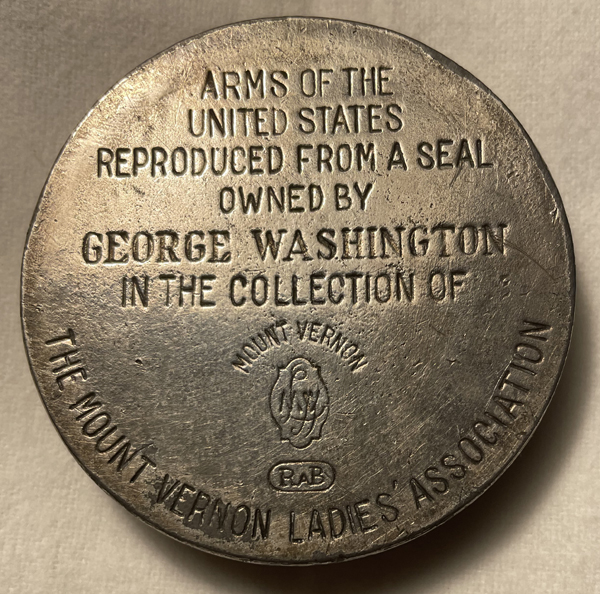 ARMS OF THE
UNITED STATES
REPRODUCED FROM A SEAL
OWNED BY
GEORGE WASHINGTON
IN THE COLLECTION OF
MOUNT VERNON
RAB
THE MOUNT VERNON LADIES' ASSOCIATION